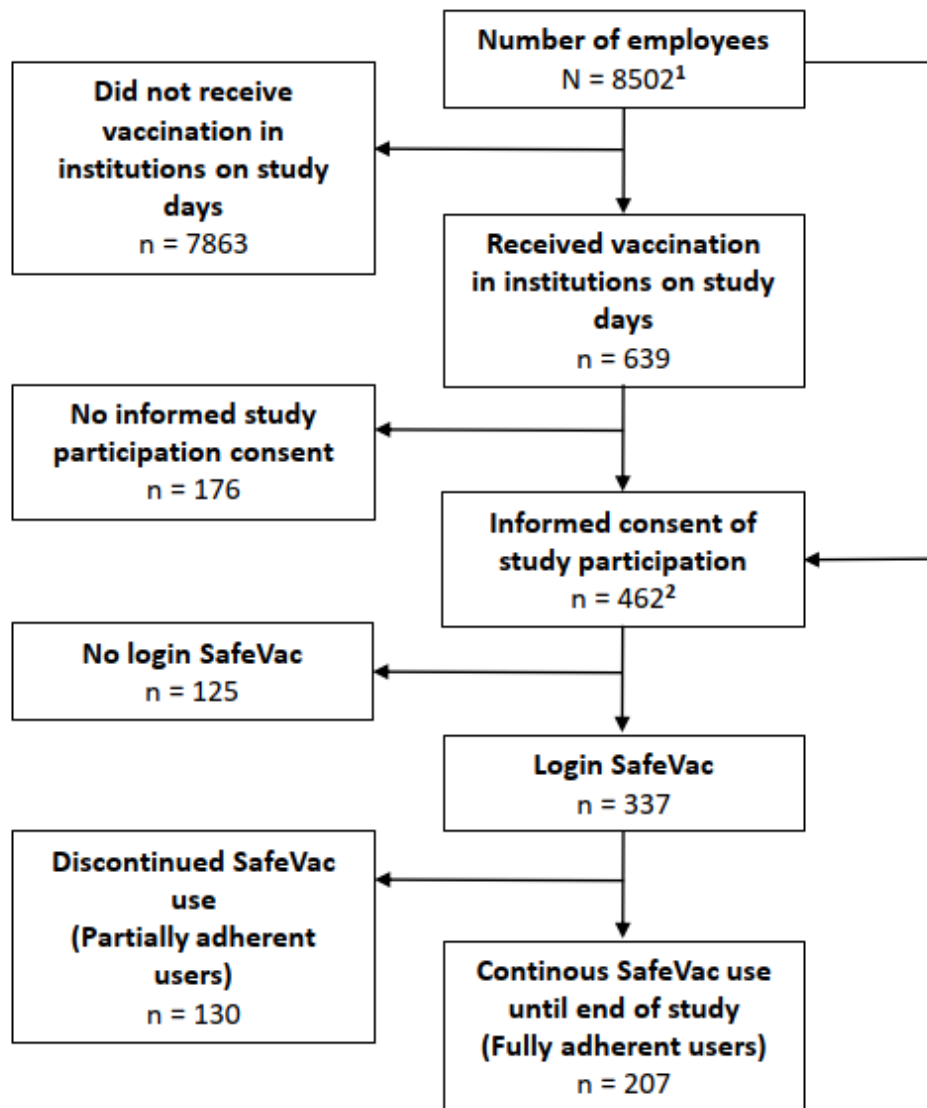 Number of employees
N = 8502¹
Did not receive
vaccination in
institutions on study
days
n = 7863
Received vaccination
in institutions on study
days
n = 639
No informed study
participation consent
n = 176
Informed consent of
study participation
n = 462²
No login SafeVac
n = 125
Login SafeVac
n = 337
Discontinued SafeVac
use
(Partially adherent
users)
n = 130
Continous SafeVac use
until end of study
(Fully adherent users)
n = 207